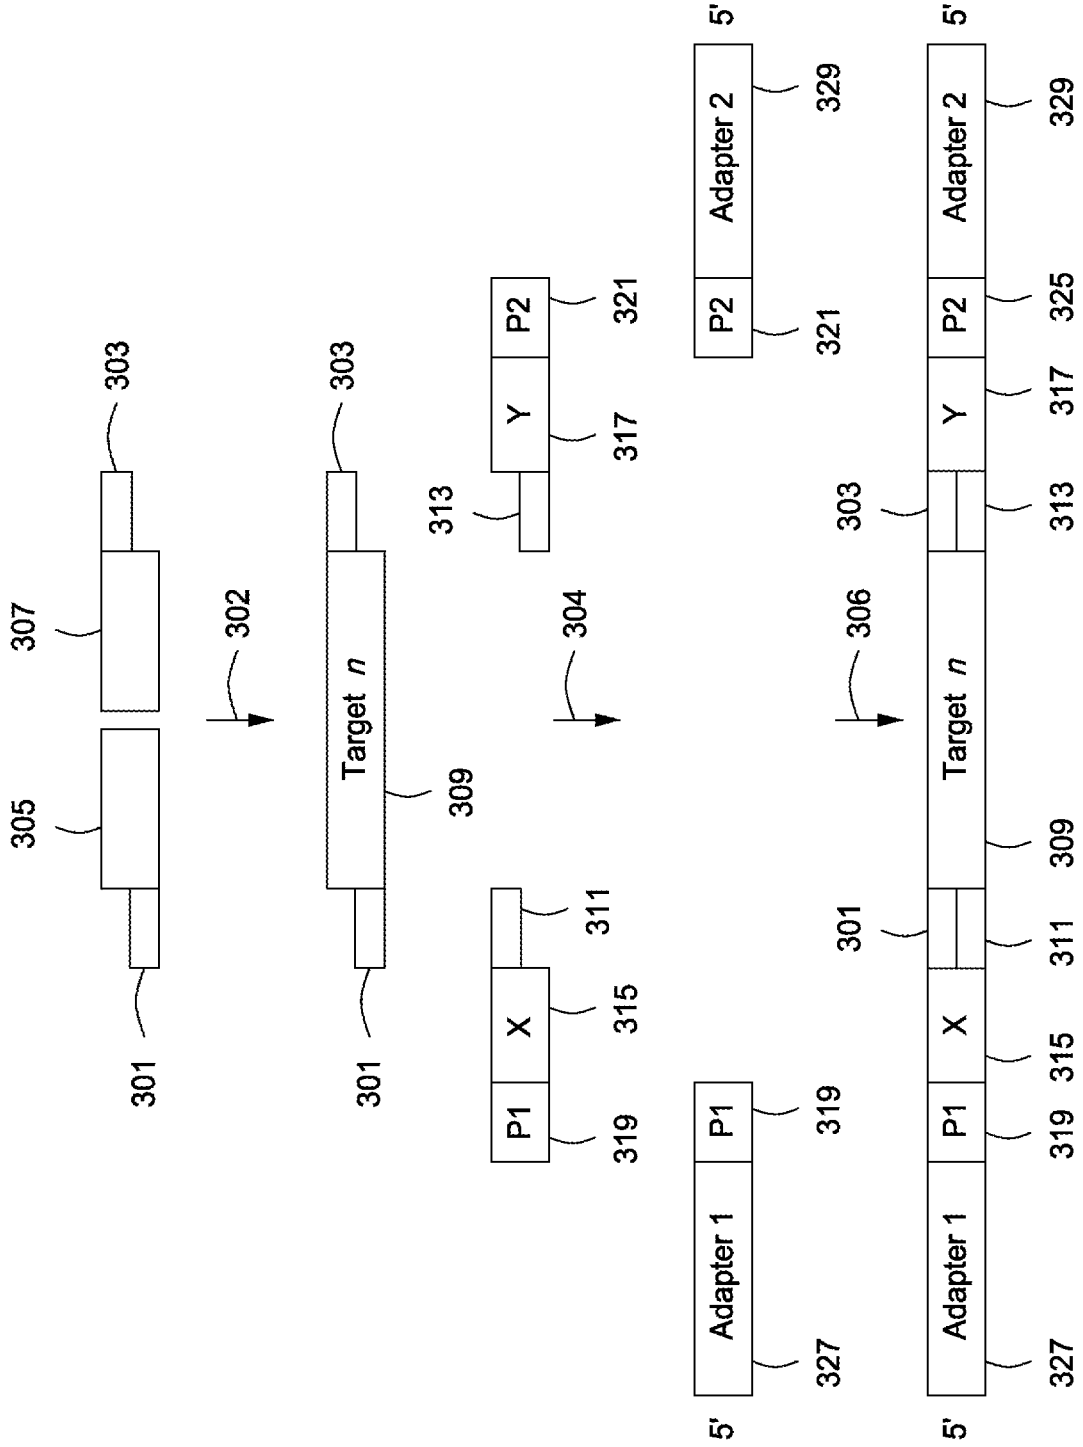 305 307
301 303
302
301 Target n 303
309 313
P1 X Y P2
311 304
319 315 317 321
5' Adapter 1 P1 P2 Adapter 2 5'
327 319 321 329
301 306 303
5' Adapter 1 P1 X Target n Y P2 Adapter 2 5'
327 319 315 311 309 313 317 325 329